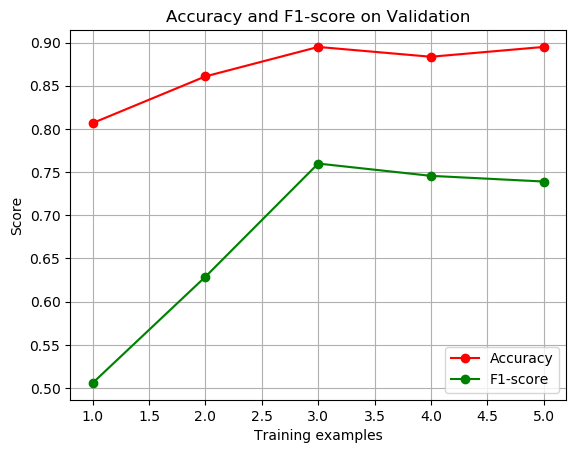 Accuracy and F1-score on Validation
0.90
0.85
0.80
0.75
0.70
0.65
0.60
0.55
0.50
Score
Accuracy
F1-score
1.0 1.5 2.0 2.5 3.0 3.5 4.0 4.5 5.0
Training examples